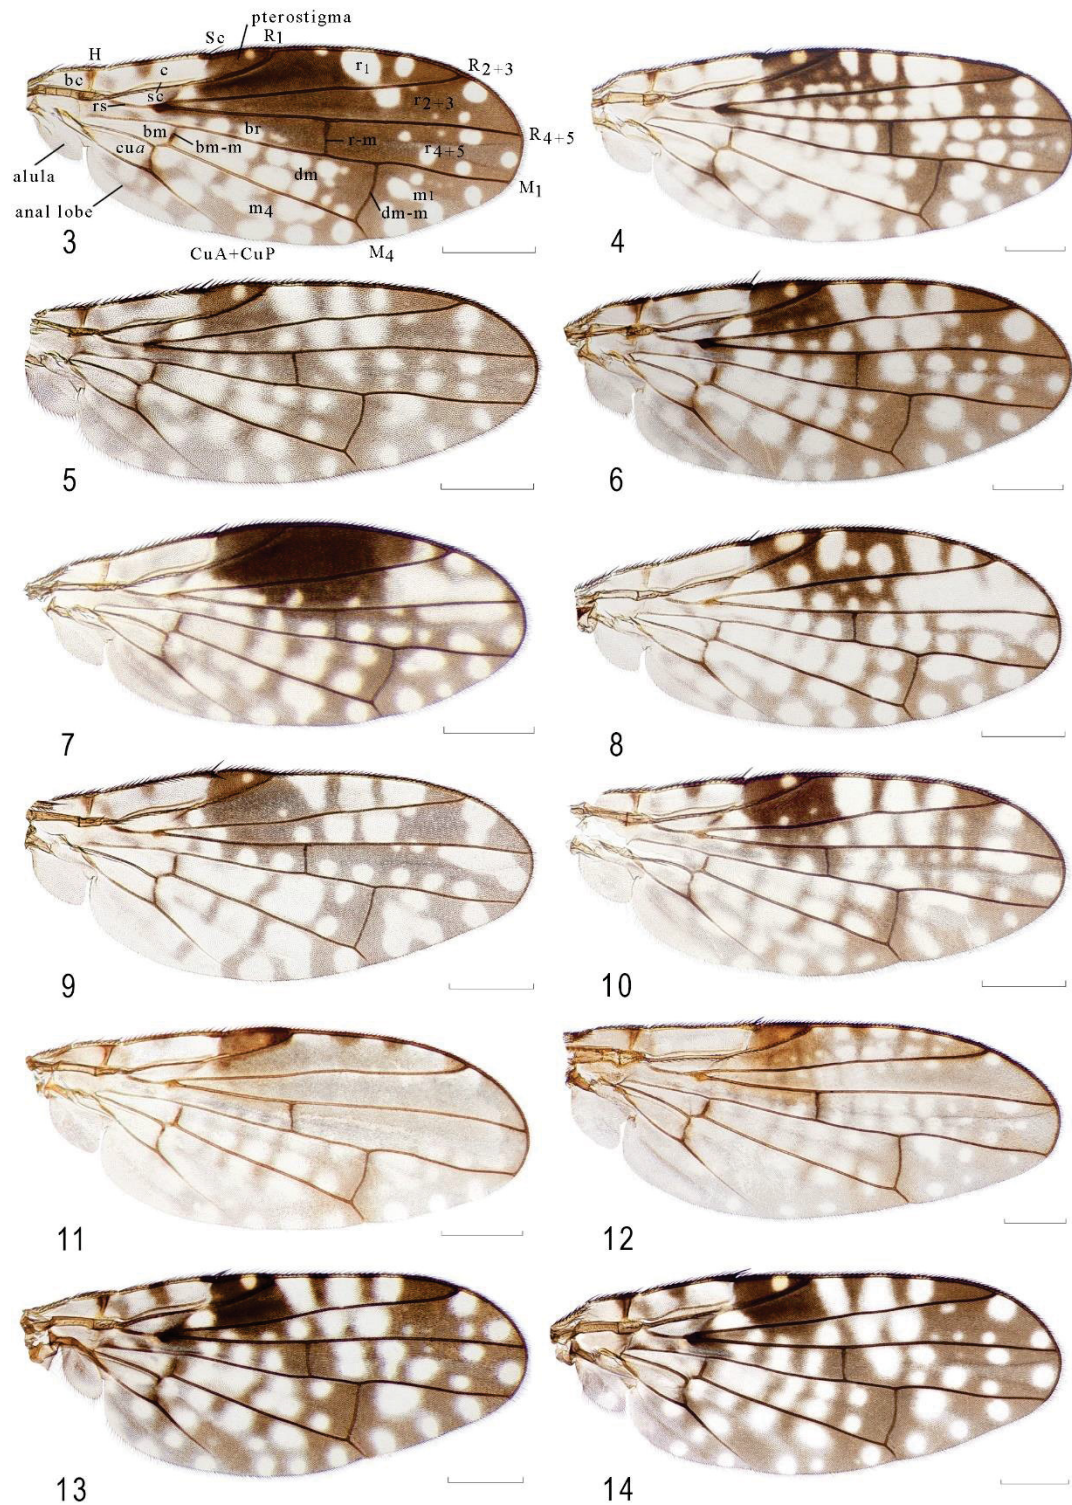 pterostigma
Sc R1
H
bc c r1 R2+3
sc
rs r2+3
bm br R4+5
cua bm-m r-m r4+5
alula dm M1
m1
anal lobe m4 dm-m
3 CuA+CuP M4 4
5 6
7 8
9 10
11 12
13 14